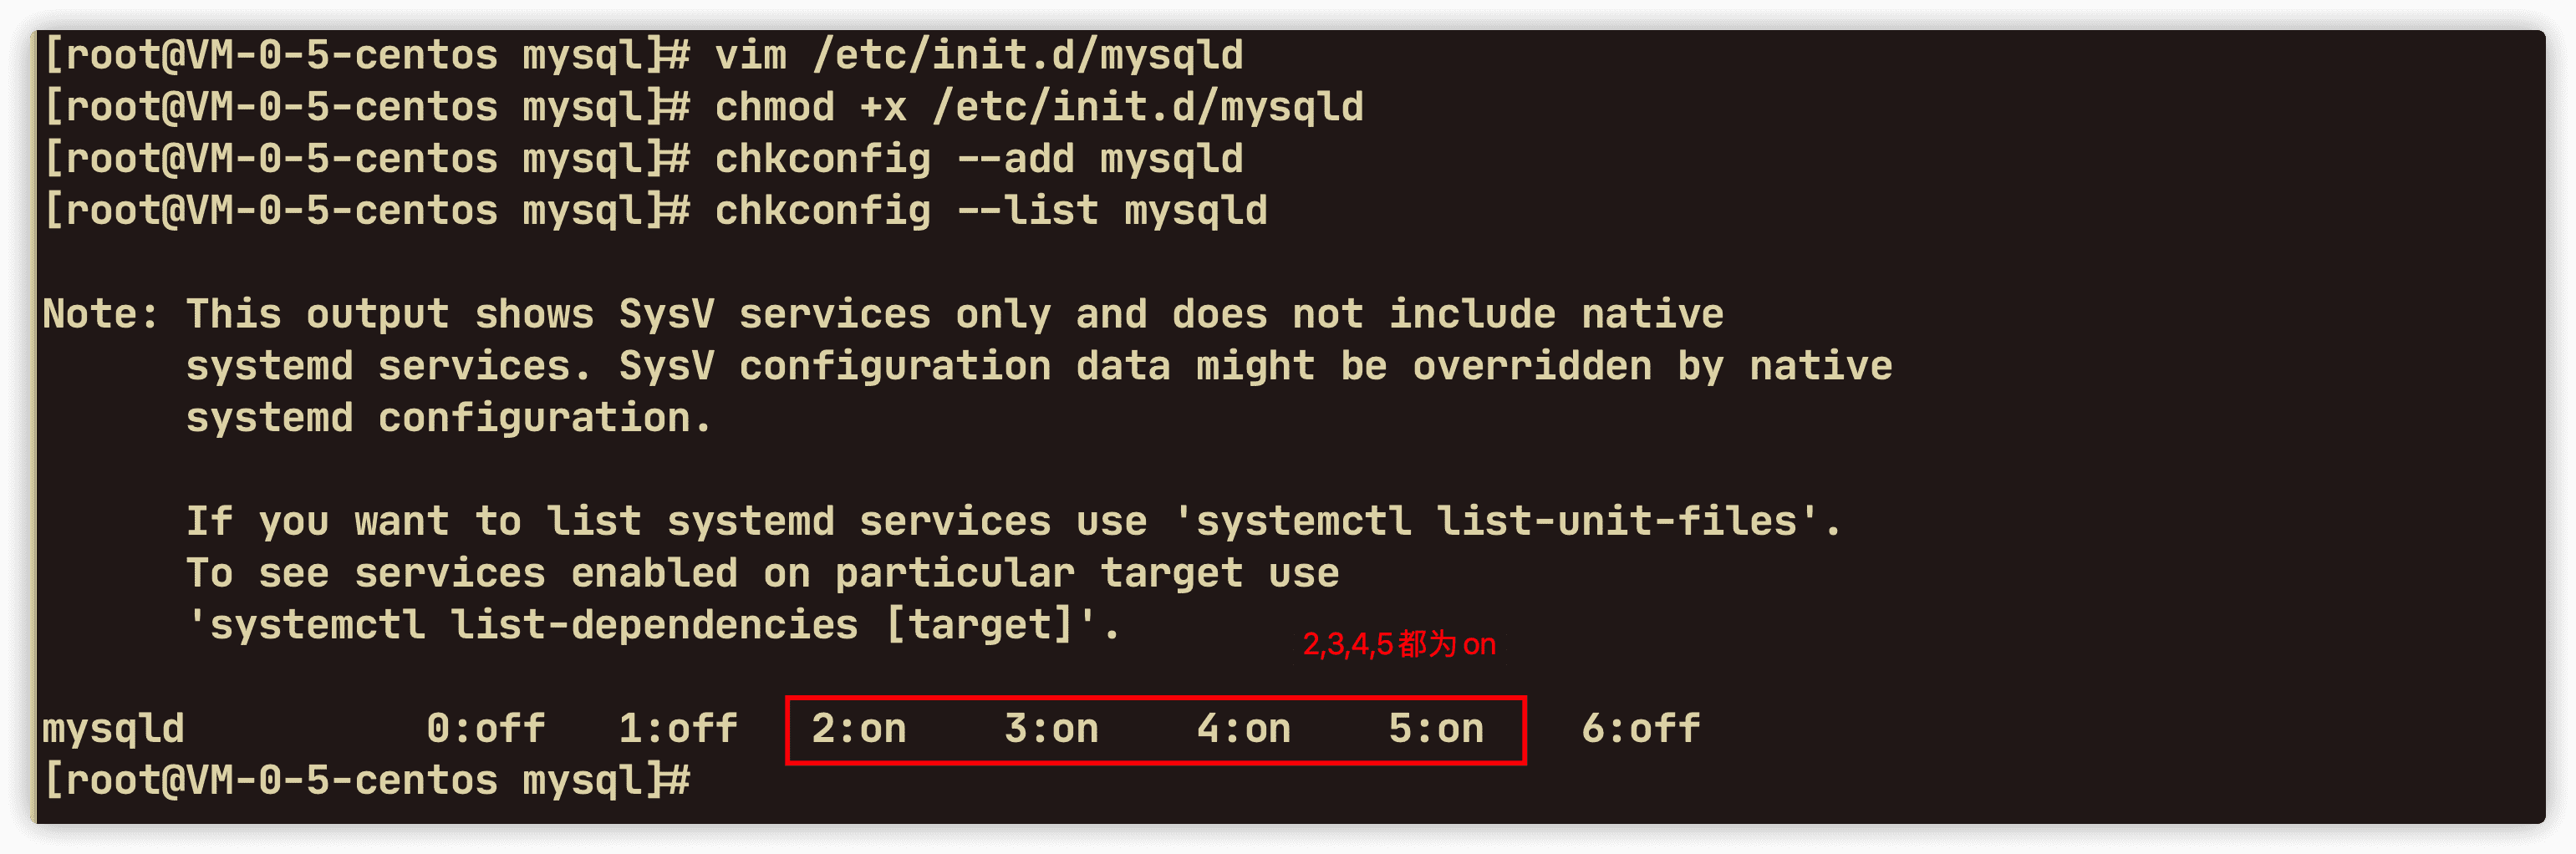 [root@VM-0-5-centos mysql]# vim /etc/init.d/mysqld
[root@VM-0-5-centos mysql]# chmod +x /etc/init.d/mysqld
[root@VM-0-5-centos mysql]# chkconfig --add mysqld
[root@VM-0-5-centos mysql]# chkconfig --list mysqld
Note: This output shows SysV services only and does not include native
systemd services. SysV configuration data might be overridden by native
systemd configuration.
If you want to list systemd services use 'systemctl list-unit-files'.
To see services enabled on particular target use
'systemctl list-dependencies [target]'.
2,3,4,5都为on
mysqld 0:off 1:off 2:on 3:on 4:on 5:on 6:off
[root@VM-0-5-centos mysql]#